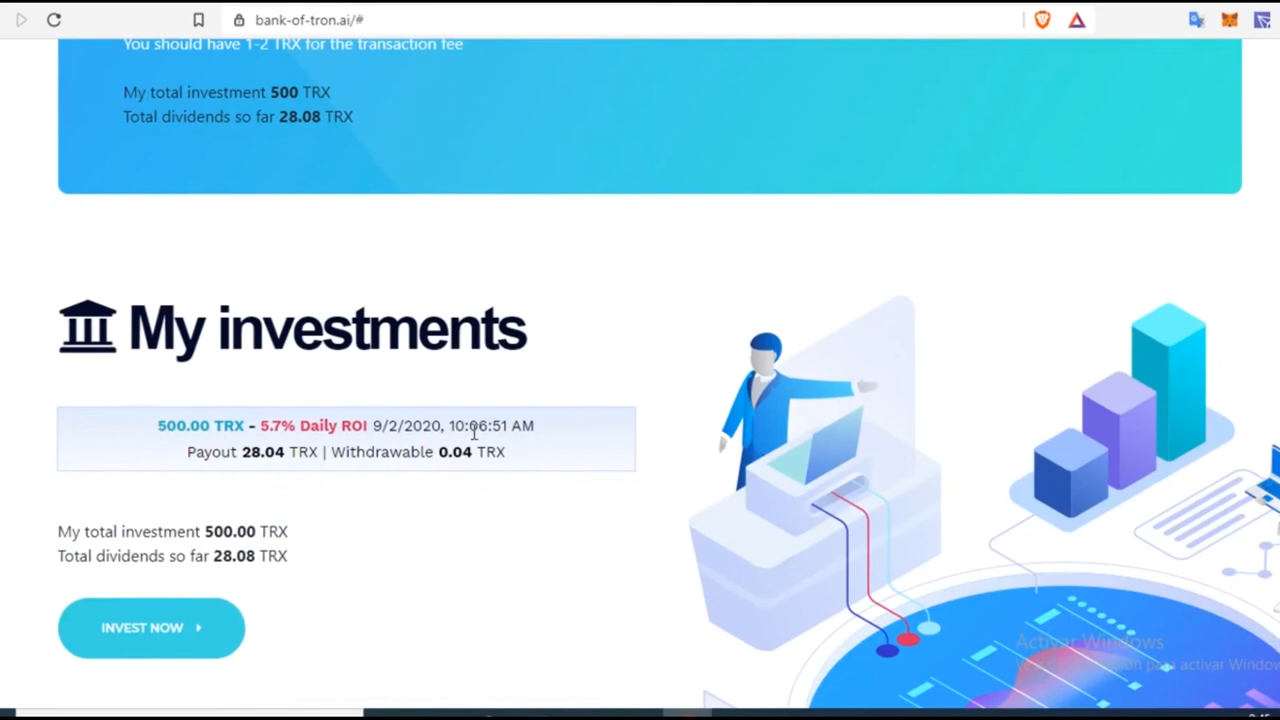 bank-of-tron.ai/#
You should have 1-2 TRX for the transaction fee
My total investment 500 TRX
Total dividends so far 28.08 TRX
My investments
500.00 TRX - 5.7% Daily ROI 9/2/2020, 10:06:51 AM
Payout 28.04 TRX | Withdrawable 0.04 TRX
My total investment 500.00 TRX
Total dividends so far 28.08 TRX
INVEST NOW
Activar Windows
para activar Windows